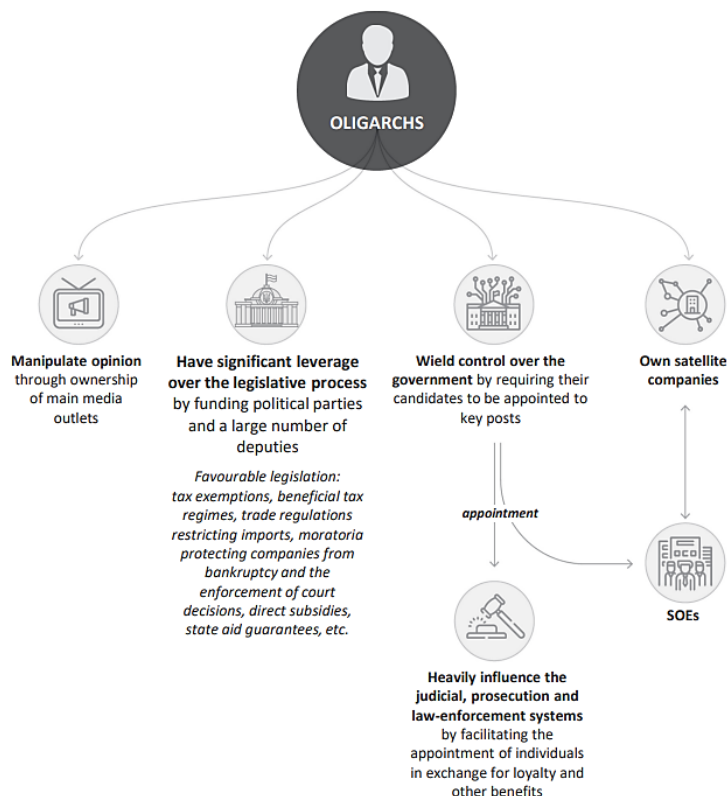 OLIGARCHS
Manipulate opinion
through ownership
of main media
outlets
Have significant leverage
over the legislative process
by funding political parties
and a large number of
deputies
Favourable legislation:
tax exemptions, beneficial tax
regimes, trade regulations
restricting imports, moratoria
protecting companies from
bankruptcy and the
enforcement of court
decisions, direct subsidies,
state aid guarantees, etc.
Wield control over the
government by requiring their
candidates to be appointed to
key posts
Own satellite
companies
appointment
SOEs
Heavily influence the
judicial, prosecution and
law-enforcement systems
by facilitating the
appointment of individuals
in exchange for loyalty and
other benefits